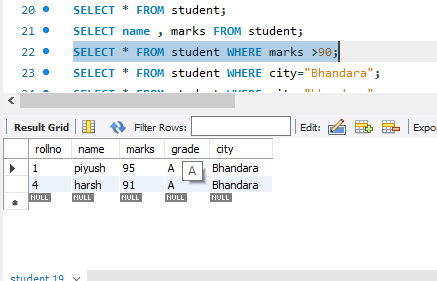 20 SELECT * FROM student;
21 SELECT name , marks FROM student;
22 SELECT * FROM student WHERE marks >90;
23 SELECT * FROM student WHERE city="Bhandara";
Result Grid Filter Rows: Edit: Expor
rollno name marks grade city
1 piyush 95 A Bhandara
A
4 harsh 91 A Bhandara
NULL NULL NULL NULL NULL
student 19